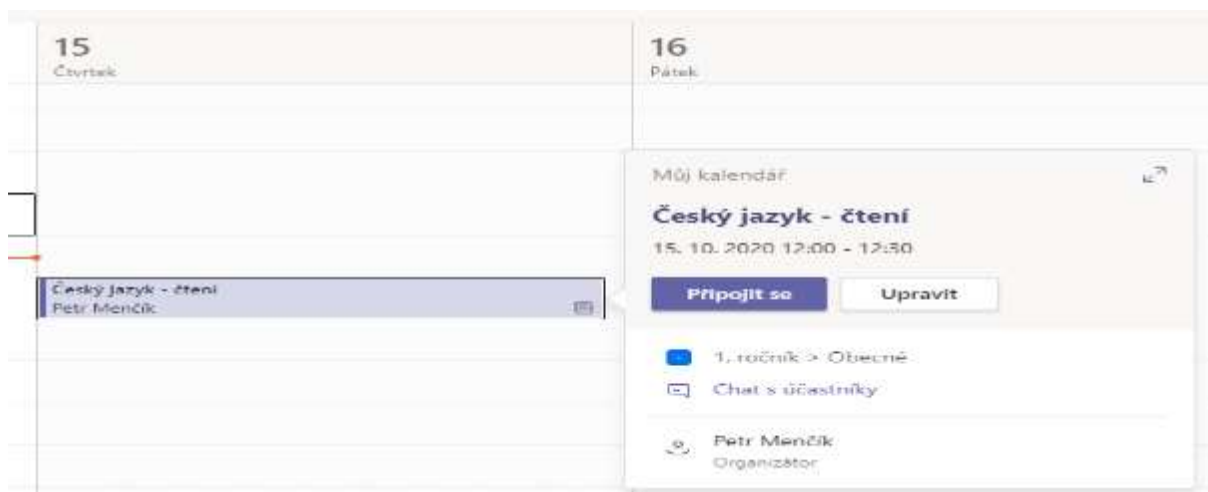 15
Čtvrtek
16
Pátek
Český jazyk - čtení
Petr Menčík
Můj kalendář
Český jazyk - čtení
15. 10. 2020 12:00 - 12:30
Připojit se
Upravit
1. ročník > Obecné
Chat s účastníky
Petr Menčík
Organizátor